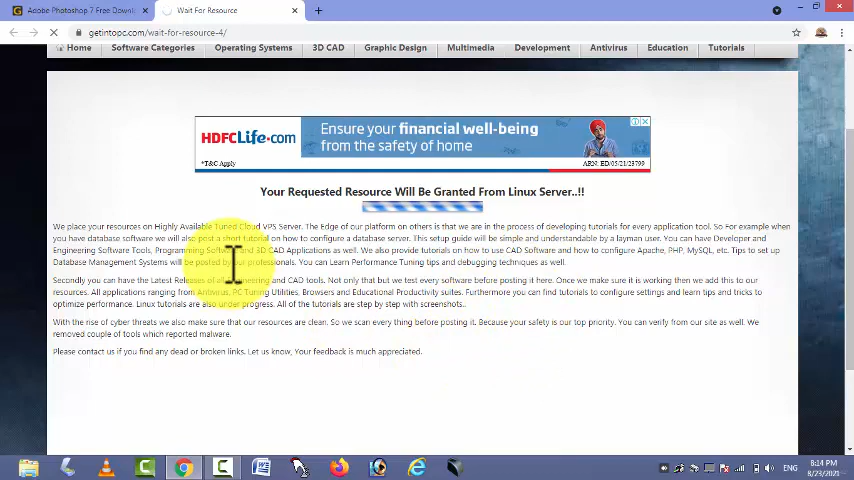 Adobe Photoshop 7 Free Downl
Wait For Resource
getintopc.com/wait-for-resource-4/
Home Software Categories Operating Systems 3D CAD Graphic Design Multimedia Development Antivirus Education Tutorials
HDFCLife.com
Ensure your financial well-being
from the safety of home
*T&C Apply
ARN: ED/05/21/23799
Your Requested Resource Will Be Granted From Linux Server..!!
We place your resources on Highly Available Tuned Cloud VPS Server. The Edge of our platform on others is that we are in the process of developing tutorials for every application tool. So For example when
you have database software we will also post a short tutorial on how to configure a database server. This setup guide will be simple and understandable by a layman user. You can have Developer and
Engineering Software Tools, Programming Software and 3D CAD Applications as well. We also provide tutorials on how to use CAD Software and how to configure Apache, PHP, MySQL, etc. Tips to set up
Database Management Systems will be posted by our professionals. You can Learn Performance Tuning tips and debugging techniques as well.
Secondly you can have the Latest Releases of all Engineering and CAD tools. Not only that but we test every software before posting it here. Once we make sure it is working then we add this to our
resources. All applications ranging from Antivirus, PC Tuning Utilities, Browsers and Educational Productivity suites. Furthermore you can find tutorials to configure settings and learn tips and tricks to
optimize performance. Linux tutorials are also under progress. All of the tutorials are step by step with screenshots..
With the rise of cyber threats we also make sure that our resources are clean. So we scan every thing before posting it. Because your safety is our top priority. You can verify from our site as well. We
removed couple of tools which reported malware.
Please contact us if you find any dead or broken links. Let us know, Your feedback is much appreciated.
ENG
8:14 PM
8/23/2021